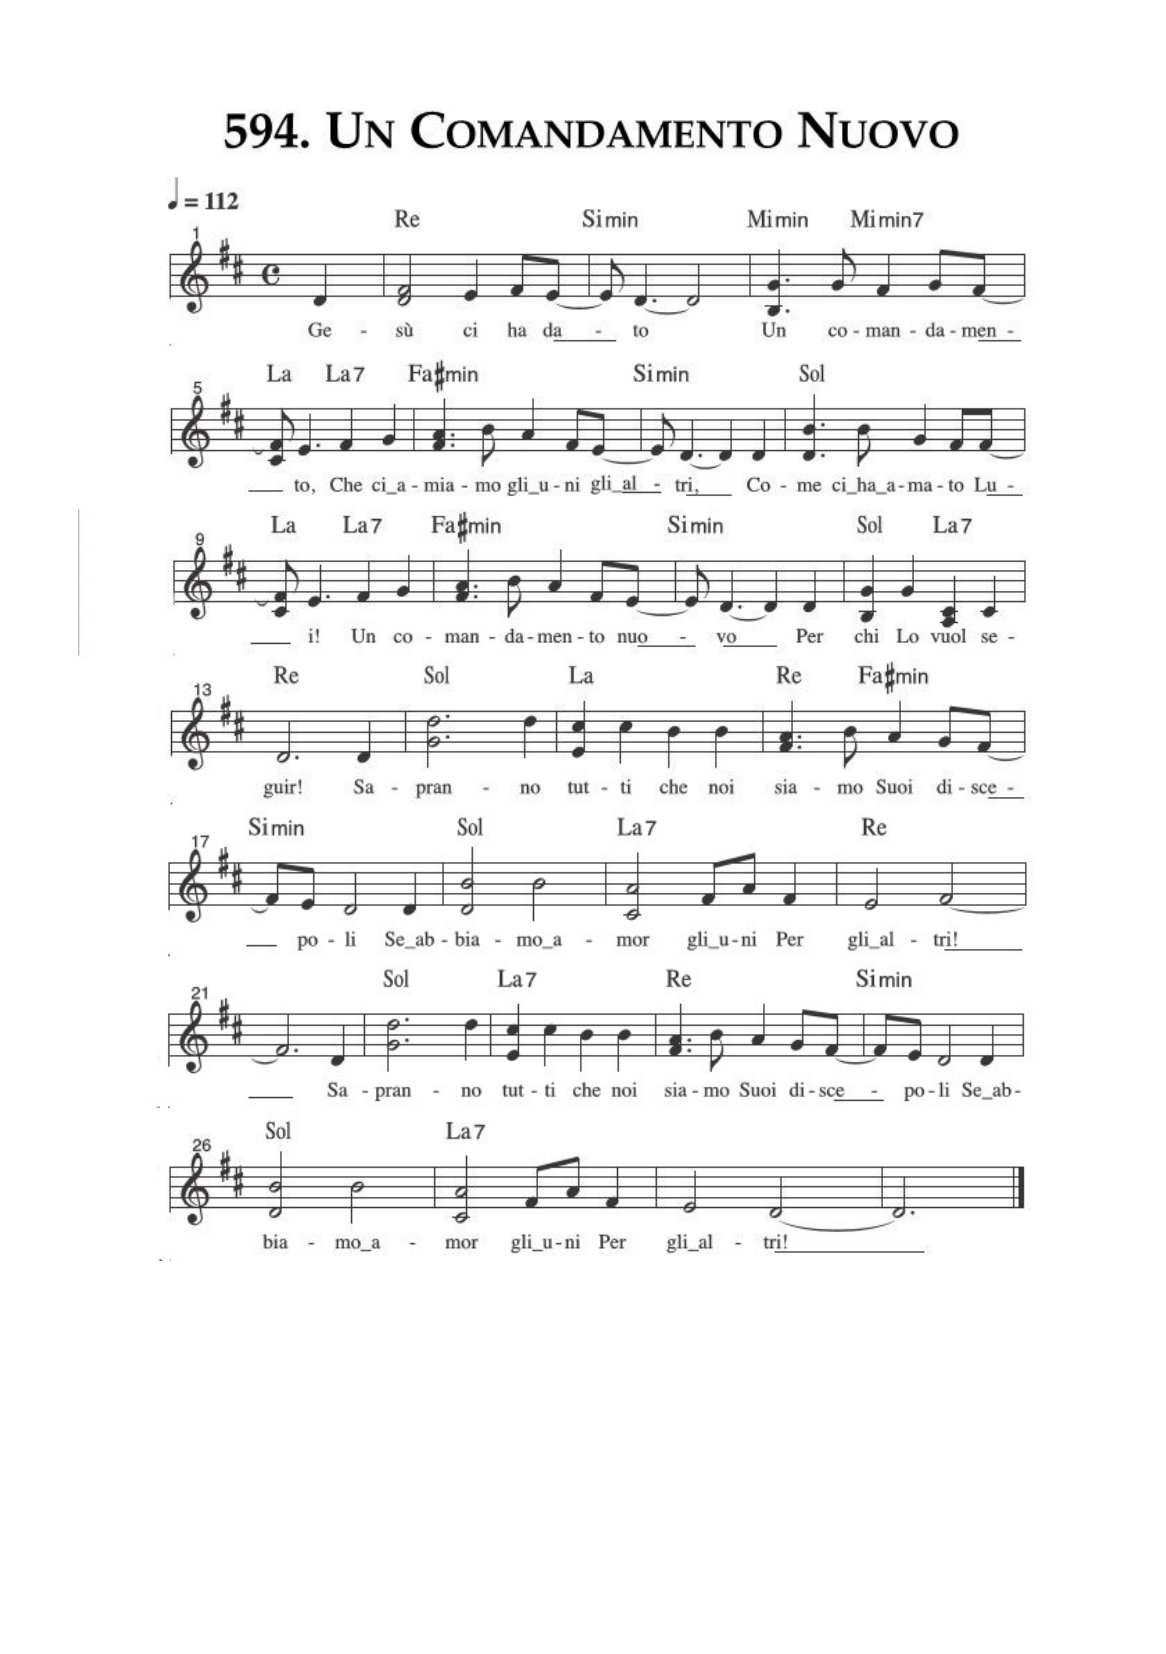 594. Un Comandamento Nuovo
= 112
Re Simin Mimin Mimin7
1
Ge - sù ci ha da - to Un co - man - da - men -
La La7 Fa♯min Simin Sol
5
to, Che ci_a - mia - mo gli_u - ni gli_al - tri, Co - me ci_ha_a - ma - to Lu -
La La7 Fa♯min Simin Sol La7
9
i! Un co - man - da - men - to nuo - vo Per chi Lo vuol se -
Re Sol La Re Fa♯min
13
guir! Sa - pran - no tut - ti che noi sia - mo Suoi di - sce -
Simin Sol La7 Re
17
po - li Se_ab - bia - mo_a - mor gli_u - ni Per gli_al - tri!
Sol La7 Re Simin
21
Sa - pran - no tut - ti che noi sia - mo Suoi di - sce - po - li Se_ab -
Sol La7
26
bia - mo_a - mor gli_u - ni Per gli_al - tri!